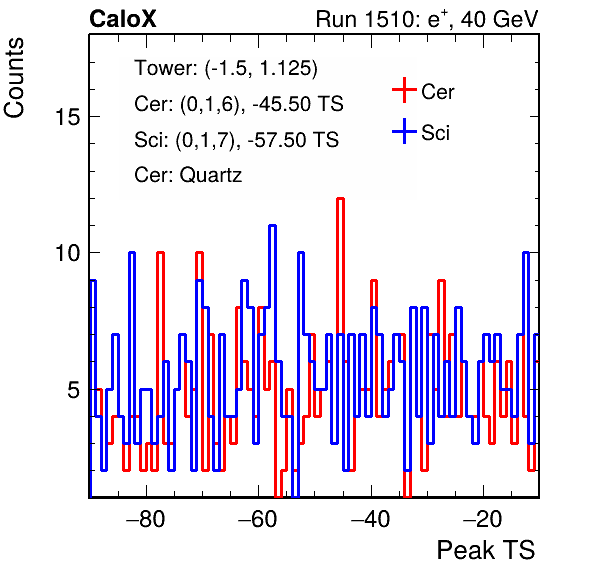 CaloX Run 1510: e⁺, 40 GeV
Counts
Tower: (-1.5, 1.125)
Cer: (0,1,6), -45.50 TS
Sci: (0,1,7), -57.50 TS
Cer: Quartz
Cer
Sci
15
10
5
−80 −60 −40 −20
Peak TS